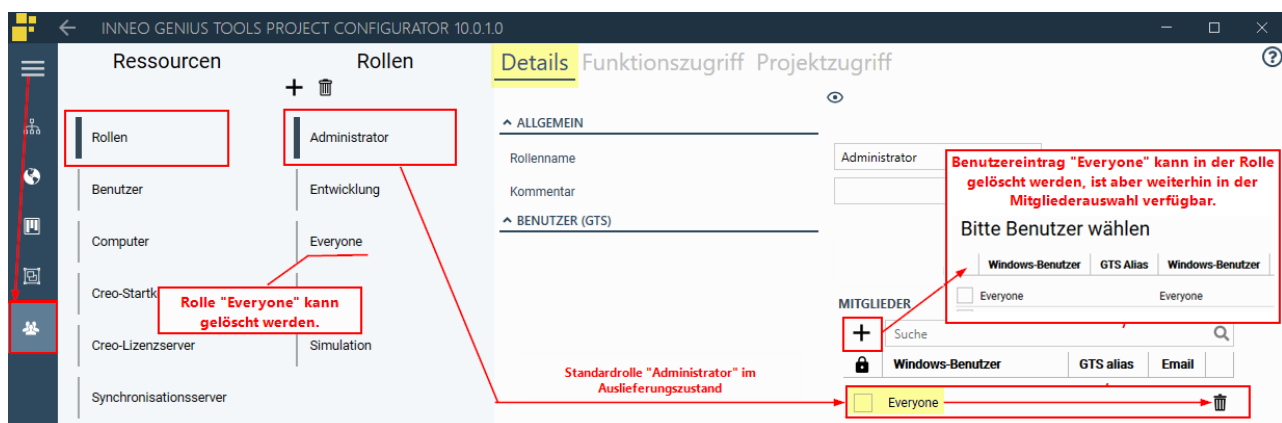 INNEO GENIUS TOOLS PROJECT CONFIGURATOR 10.0.1.0
Ressourcen
Rollen
Rollen
Benutzer
Computer
Creo-Startk
Creo-Lizenzserver
Synchronisationsserver
Administrator
Entwicklung
Everyone
Simulation
Rolle "Everyone" kann
gelöscht werden.
Details Funktionszugriff Projektzugriff
ALLGEMEIN
Rollenname
Administrator
Kommentar
BENUTZER (GTS)
Benutzereintrag "Everyone" kann in der Rolle
gelöscht werden, ist aber weiterhin in der
Mitgliederauswahl verfügbar.
Bitte Benutzer wählen
Windows-Benutzer GTS Alias Windows-Benutzer
Everyone Everyone
MITGLIEDER
Suche
Windows-Benutzer GTS alias Email
Everyone
Standardrolle "Administrator" im
Auslieferungszustand